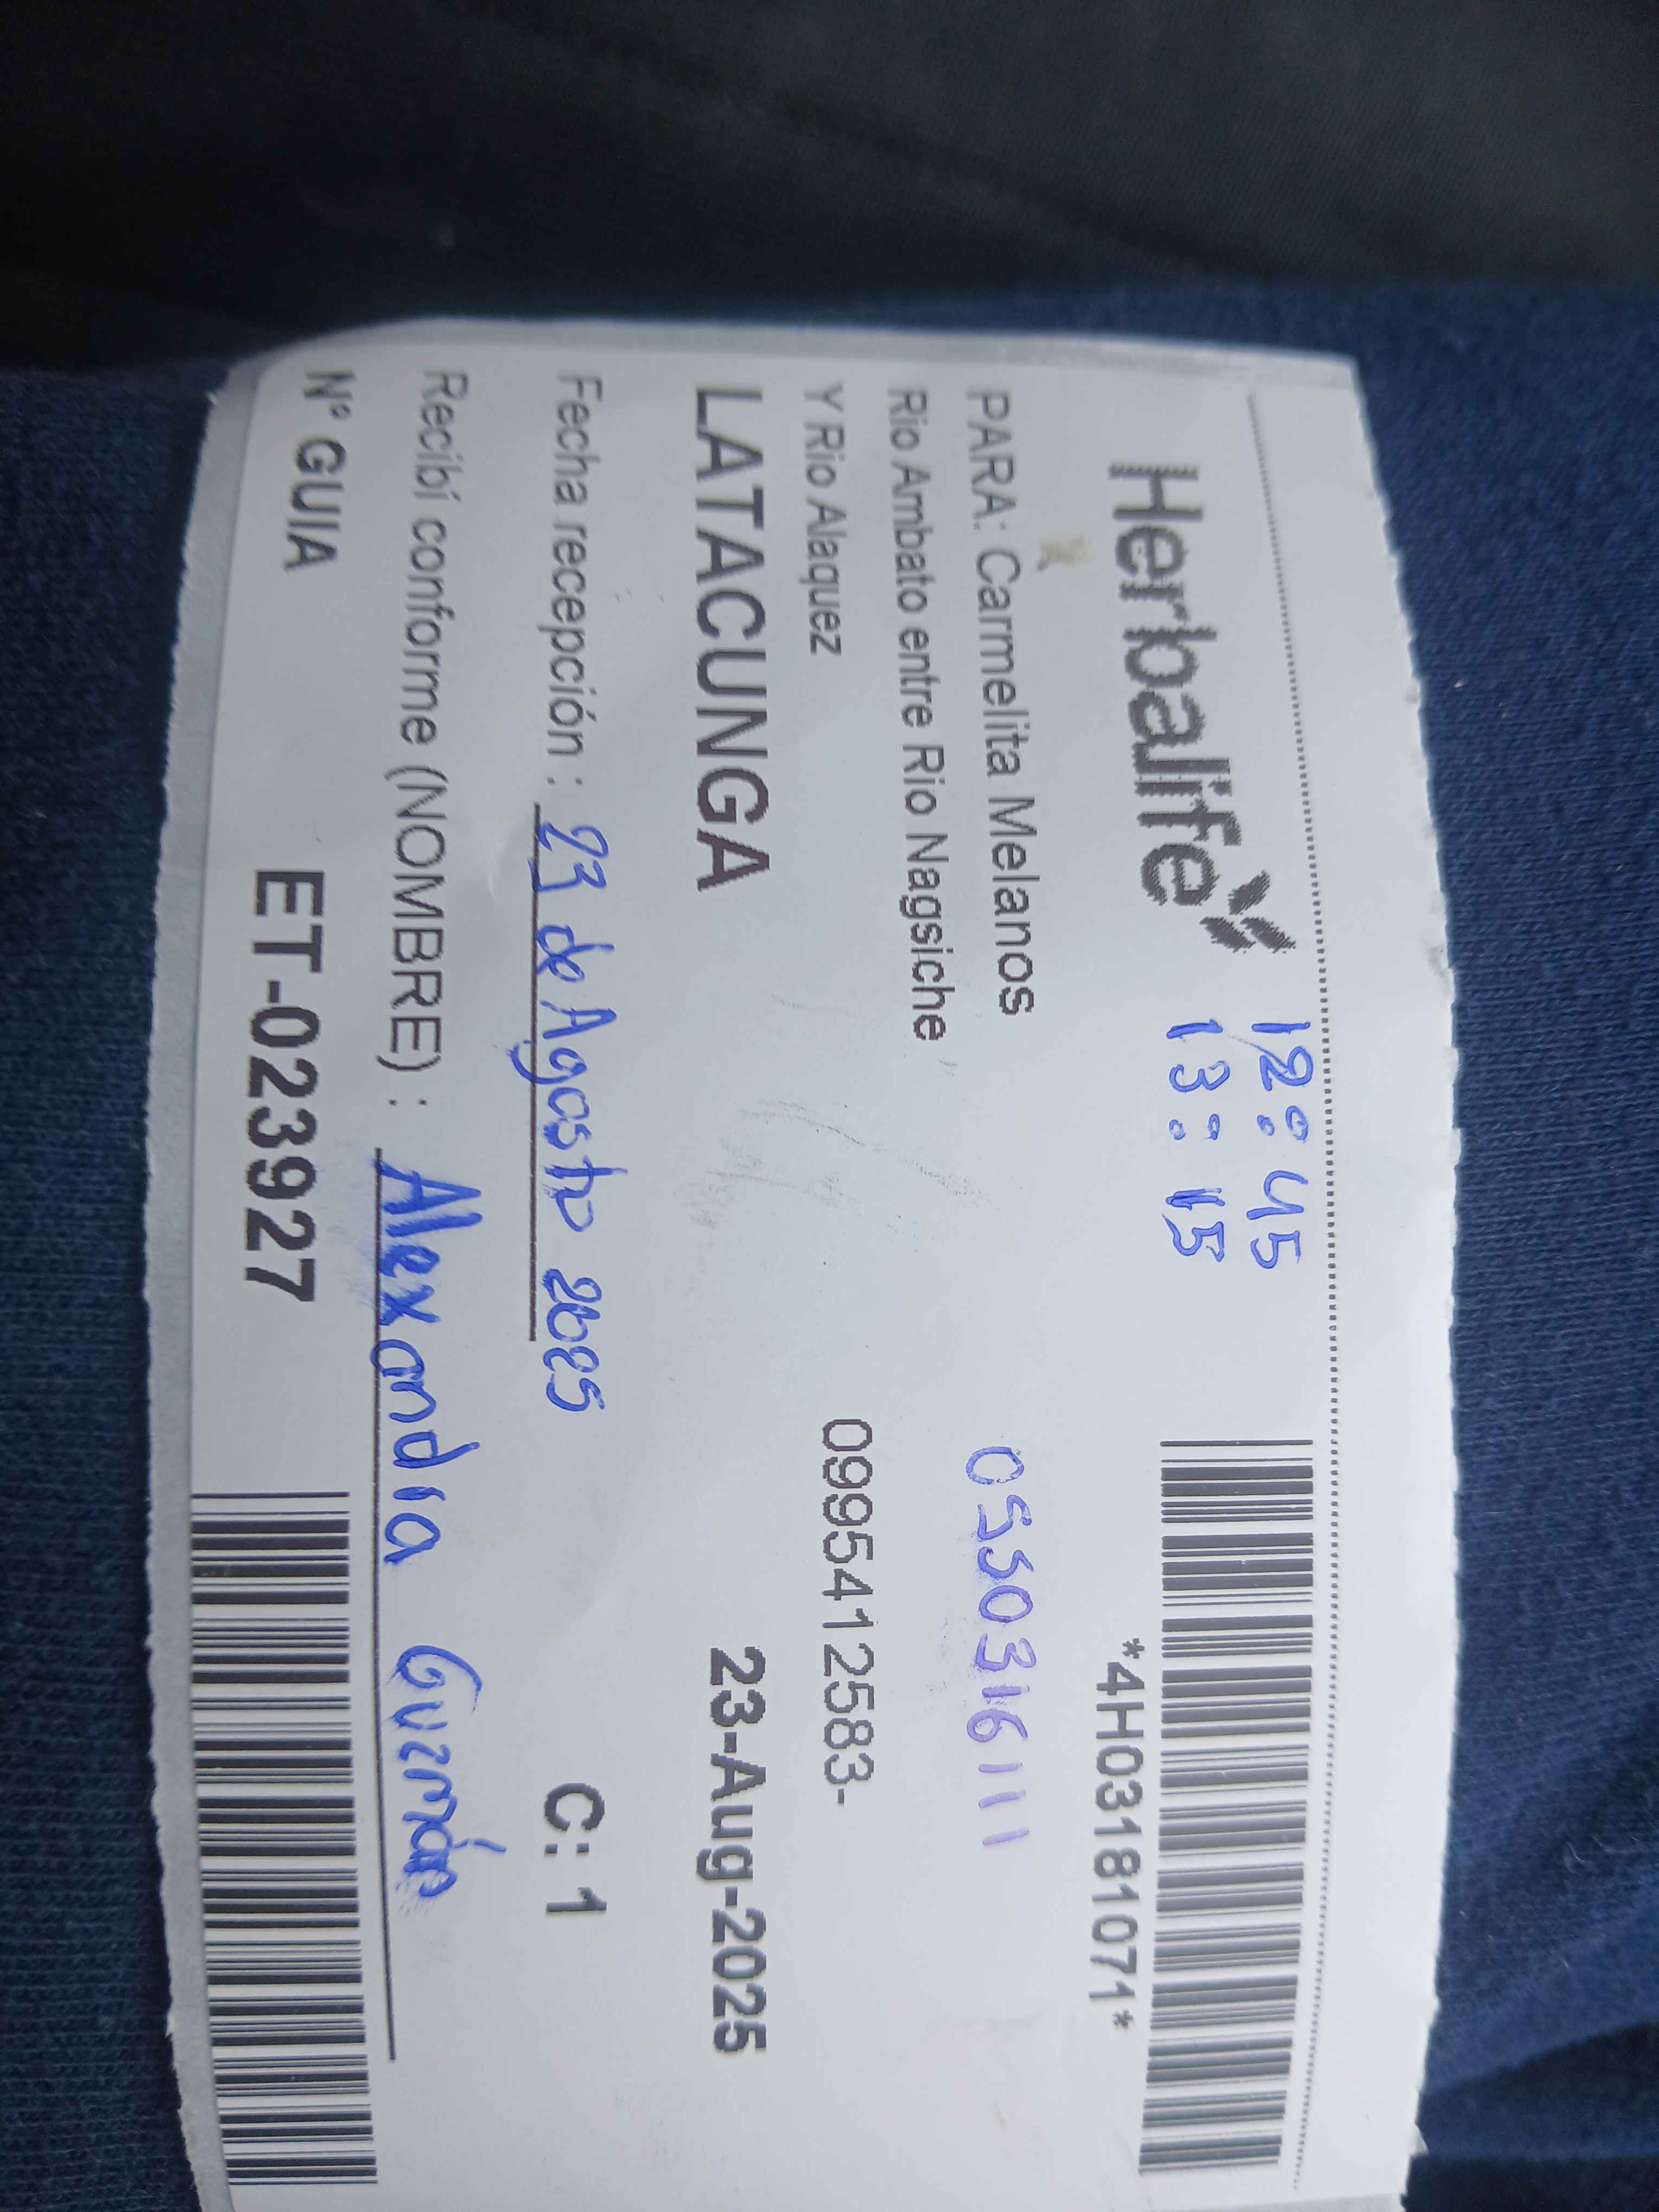 Herbalife
12:45
13:15
*4H03181071*
PARA: Carmelita Melanos
0550316111
Rio Ambato entre Rio Nagsiche
Y Rio Alaquez
0995412583-
LATACUNGA
23-Aug-2025
Fecha recepción : 23 de Agosto 2025
C: 1
Recibí conforme (NOMBRE) : Alexandra Guzmán
N° GUIA
ET-023927